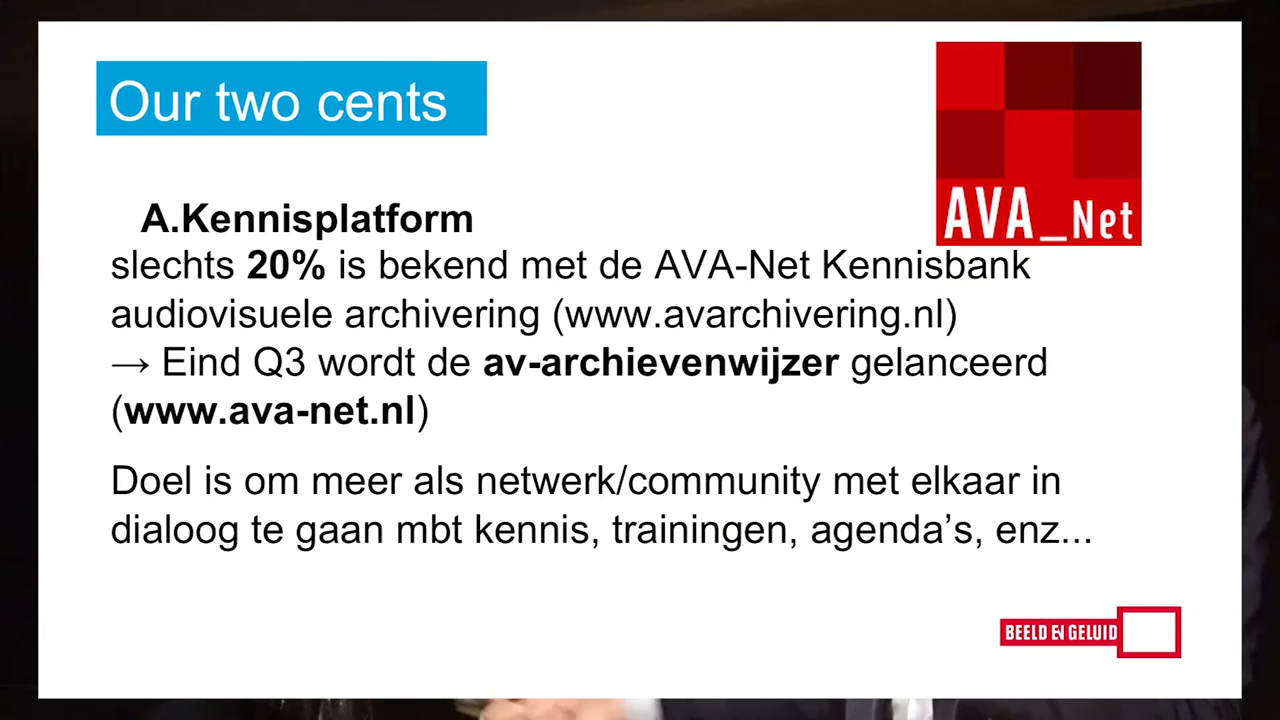 Our two cents
AVA_Net
A.Kennisplatform
slechts 20% is bekend met de AVA-Net Kennisbank
audiovisuele archivering (www.avarchivering.nl)
→ Eind Q3 wordt de av-archievenwijzer gelanceerd
(www.ava-net.nl)
Doel is om meer als netwerk/community met elkaar in
dialoog te gaan mbt kennis, trainingen, agenda’s, enz...
BEELD EN GELUID